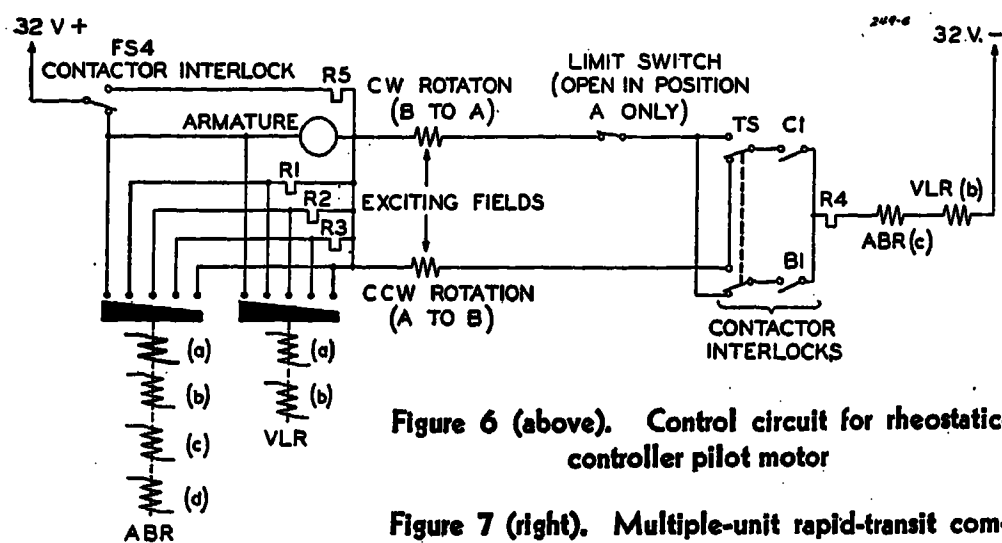 32 V +
249-6
32 V. -
FS4
CONTACTOR INTERLOCK
R5
CW ROTATON
(B TO A)
LIMIT SWITCH
(OPEN IN POSITION
A ONLY)
ARMATURE
TS
C1
R1
R2
R3
EXCITING FIELDS
R4
VLR (b)
ABR (c)
B1
CCW ROTATION
(A TO B)
CONTACTOR
INTERLOCKS
(a)
(b)
(c)
(d)
ABR
(a)
(b)
VLR
Figure 6 (above). Control circuit for rheostatic-
controller pilot motor
Figure 7 (right). Multiple-unit rapid-transit com-